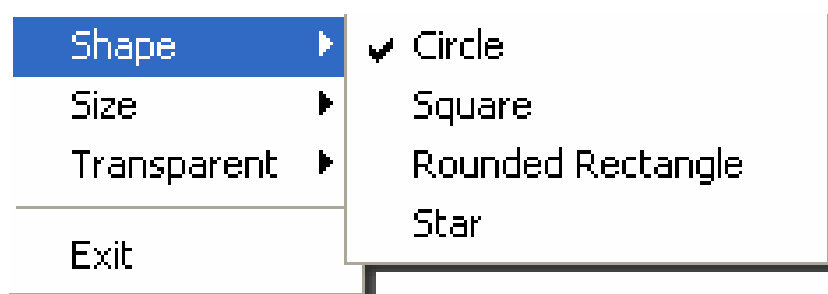 Shape
Size
Transparent
Exit
Circle
Square
Rounded Rectangle
Star